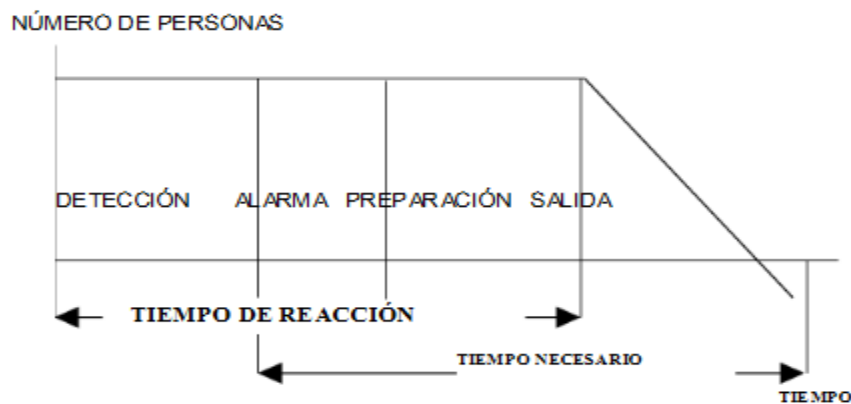 NÚMERO DE PERSONAS
DETECCIÓN ALARMA PREPARACIÓN SALIDA
TIEMPO DE REACCIÓN
TIEMPO NECESARIO
TIEMPO